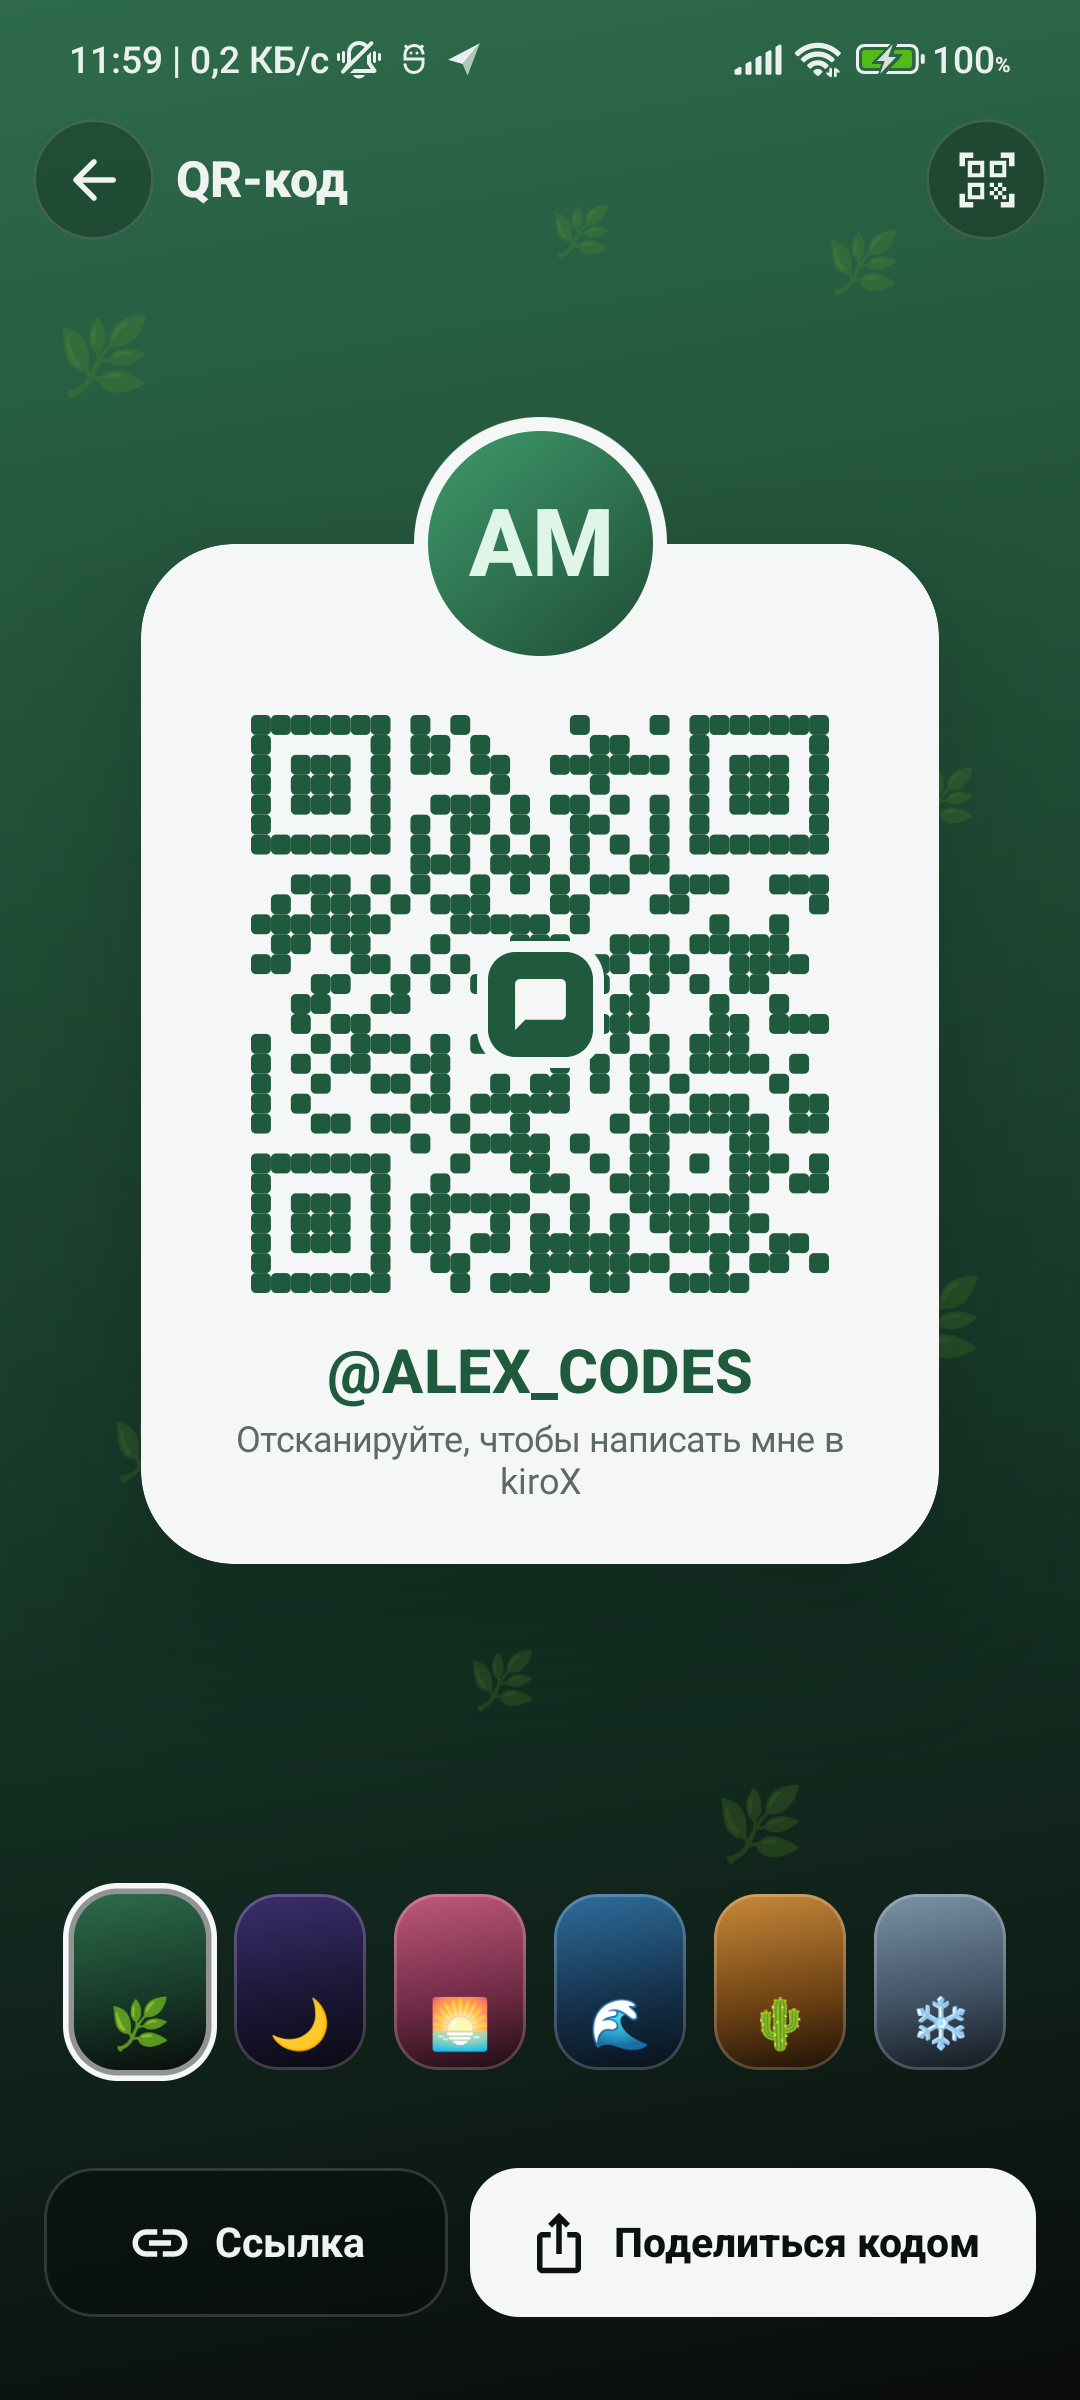 11:59 | 0,2 КБ/с 100%
QR-код
AM
@ALEX_CODES
Отсканируйте, чтобы написать мне в
kiroX
Ссылка
Поделиться кодом